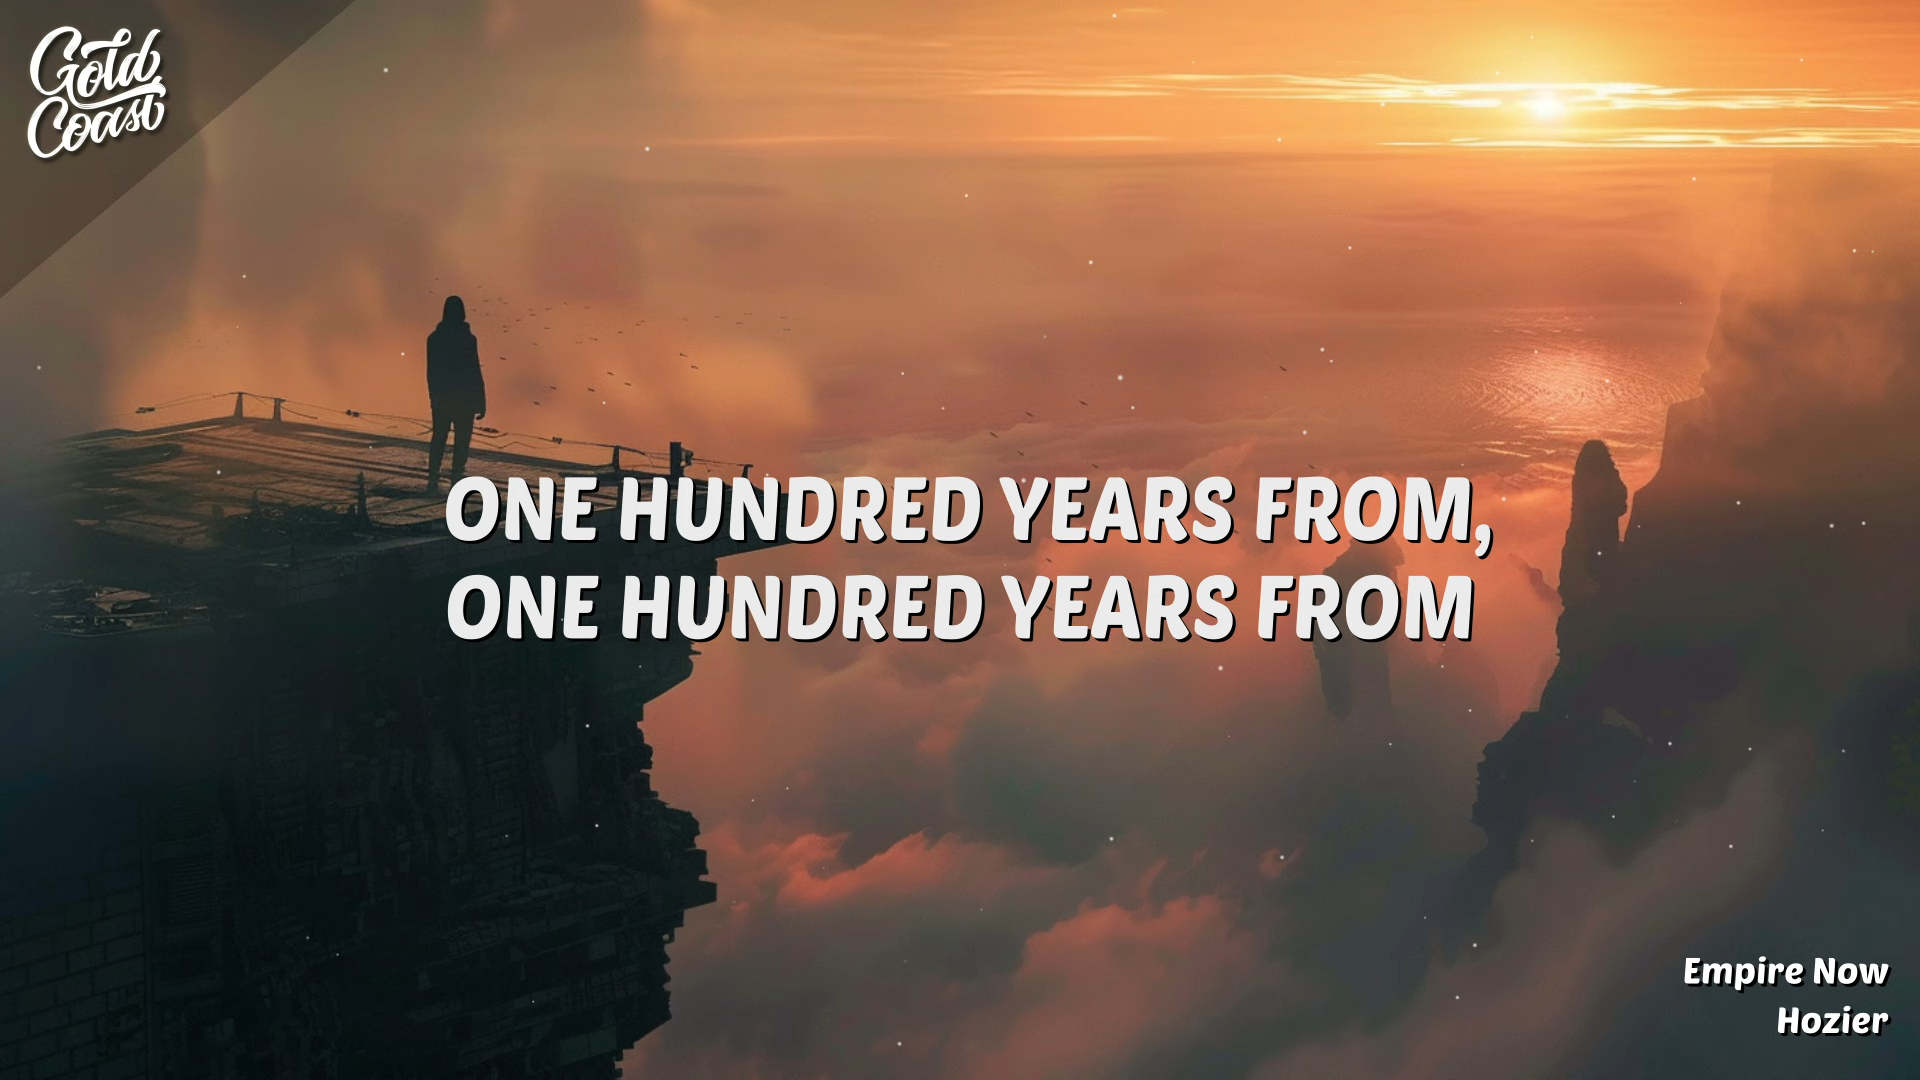 Gold
Coast
ONE HUNDRED YEARS FROM,
ONE HUNDRED YEARS FROM
Empire Now
Hozier